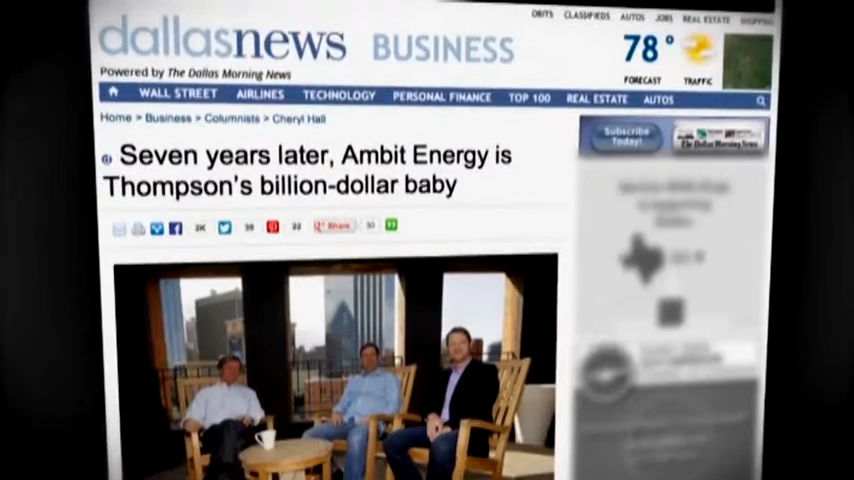 OBITS CLASSIFIEDS AUTOS JOBS REAL ESTATE SHOPPING
dallasnews BUSINESS
78°
Powered by The Dallas Morning News
FORECAST TRAFFIC
WALL STREET AIRLINES TECHNOLOGY PERSONAL FINANCE TOP 100 REAL ESTATE AUTOS
Home > Business > Columnists > Cheryl Hall
Subscribe Today!
The Dallas Morning News
Seven years later, Ambit Energy is
Thompson's billion-dollar baby
2K 22 Share 30